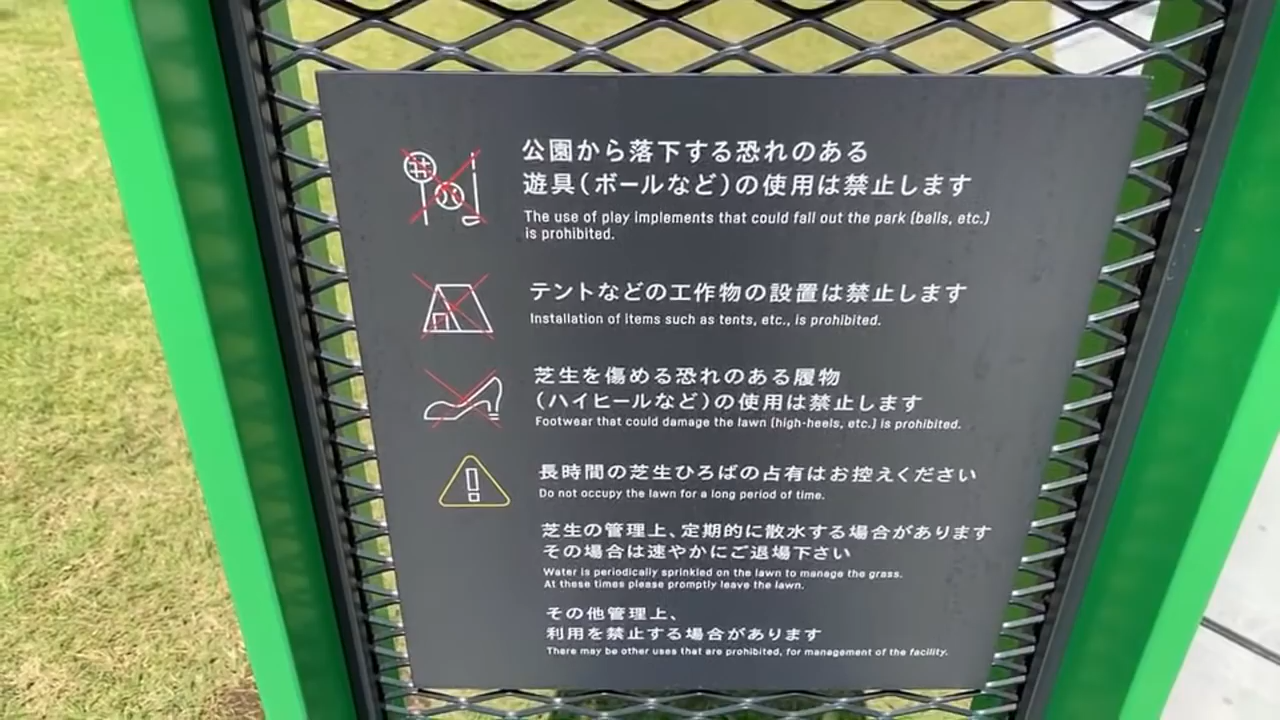 公園から落下する恐れのある
遊具(ボールなど)の使用は禁止します
The use of play implements that could fall out the park (balls, etc.)
is prohibited.
テントなどの工作物の設置は禁止します
Installation of items such as tents, etc., is prohibited.
芝生を傷める恐れのある履物
(ハイヒールなど)の使用は禁止します
Footwear that could damage the lawn (high-heels, etc.) is prohibited.
長時間の芝生ひろばの占有はお控えください
Do not occupy the lawn for a long period of time.
芝生の管理上、定期的に散水する場合があります
その場合は速やかにご退場下さい
Water is periodically sprinkled on the lawn to manage the grass.
At these times please promptly leave the lawn.
その他管理上、
利用を禁止する場合があります
There may be other uses that are prohibited, for management of the facility.